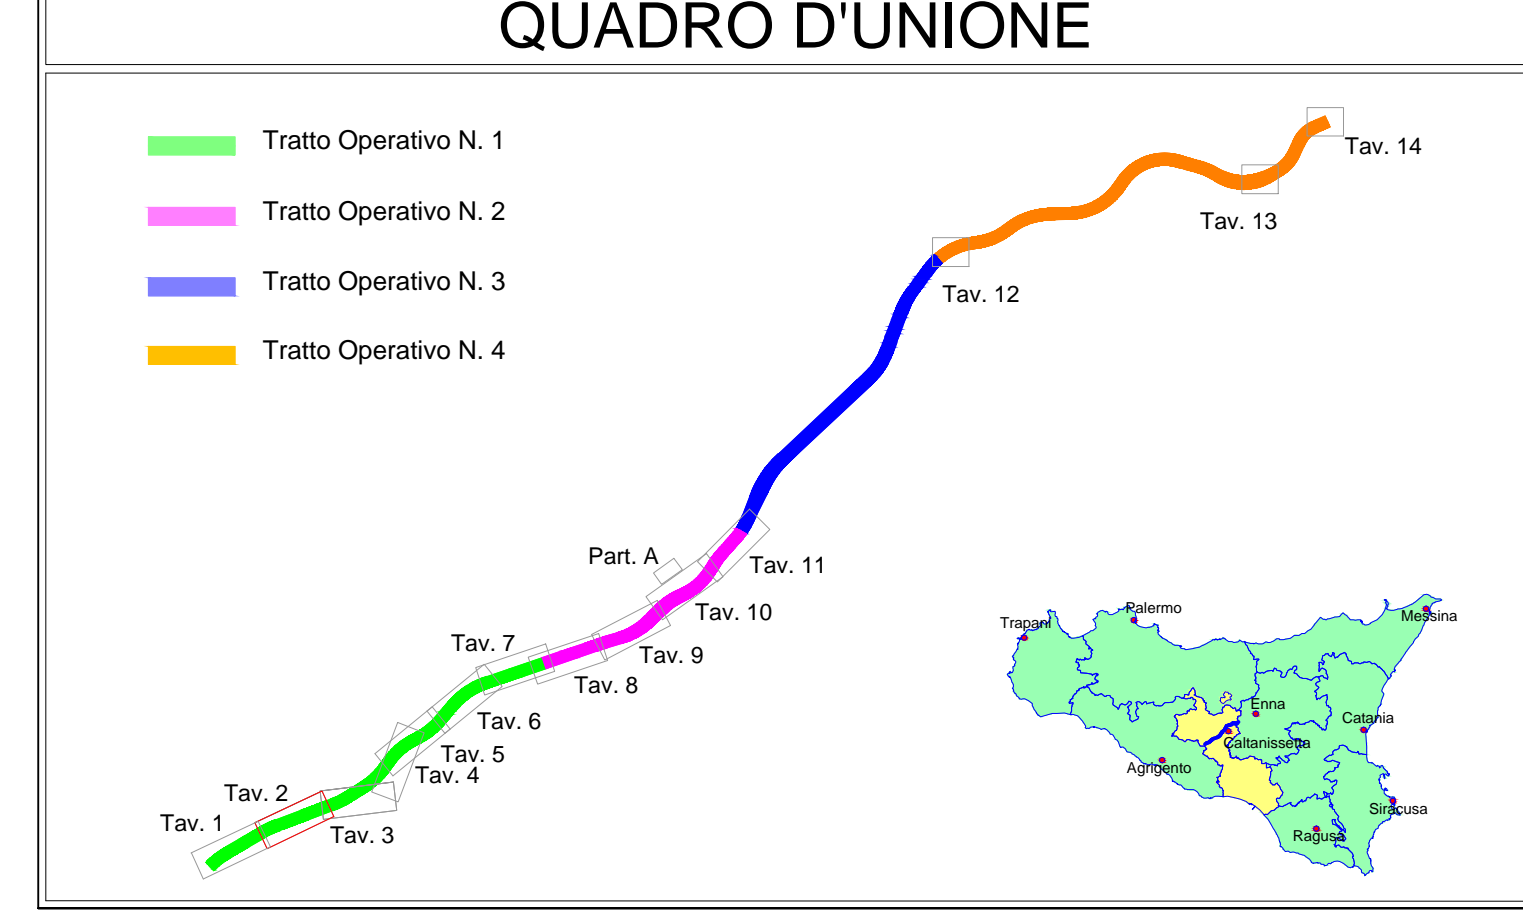 QUADRO D'UNIONE
Tratto Operativo N. 1
Tratto Operativo N. 2
Tratto Operativo N. 3
Tratto Operativo N. 4
Tav. 14
Tav. 13
Tav. 12
Part. A
Tav. 11
Tav. 10
Tav. 9
Tav. 8
Tav. 7
Tav. 6
Tav. 5
Tav. 4
Tav. 3
Tav. 2
Tav. 1
Trapani
Palermo
Messina
Enna
Catania
Caltanissetta
Agrigento
Siracusa
Ragusa